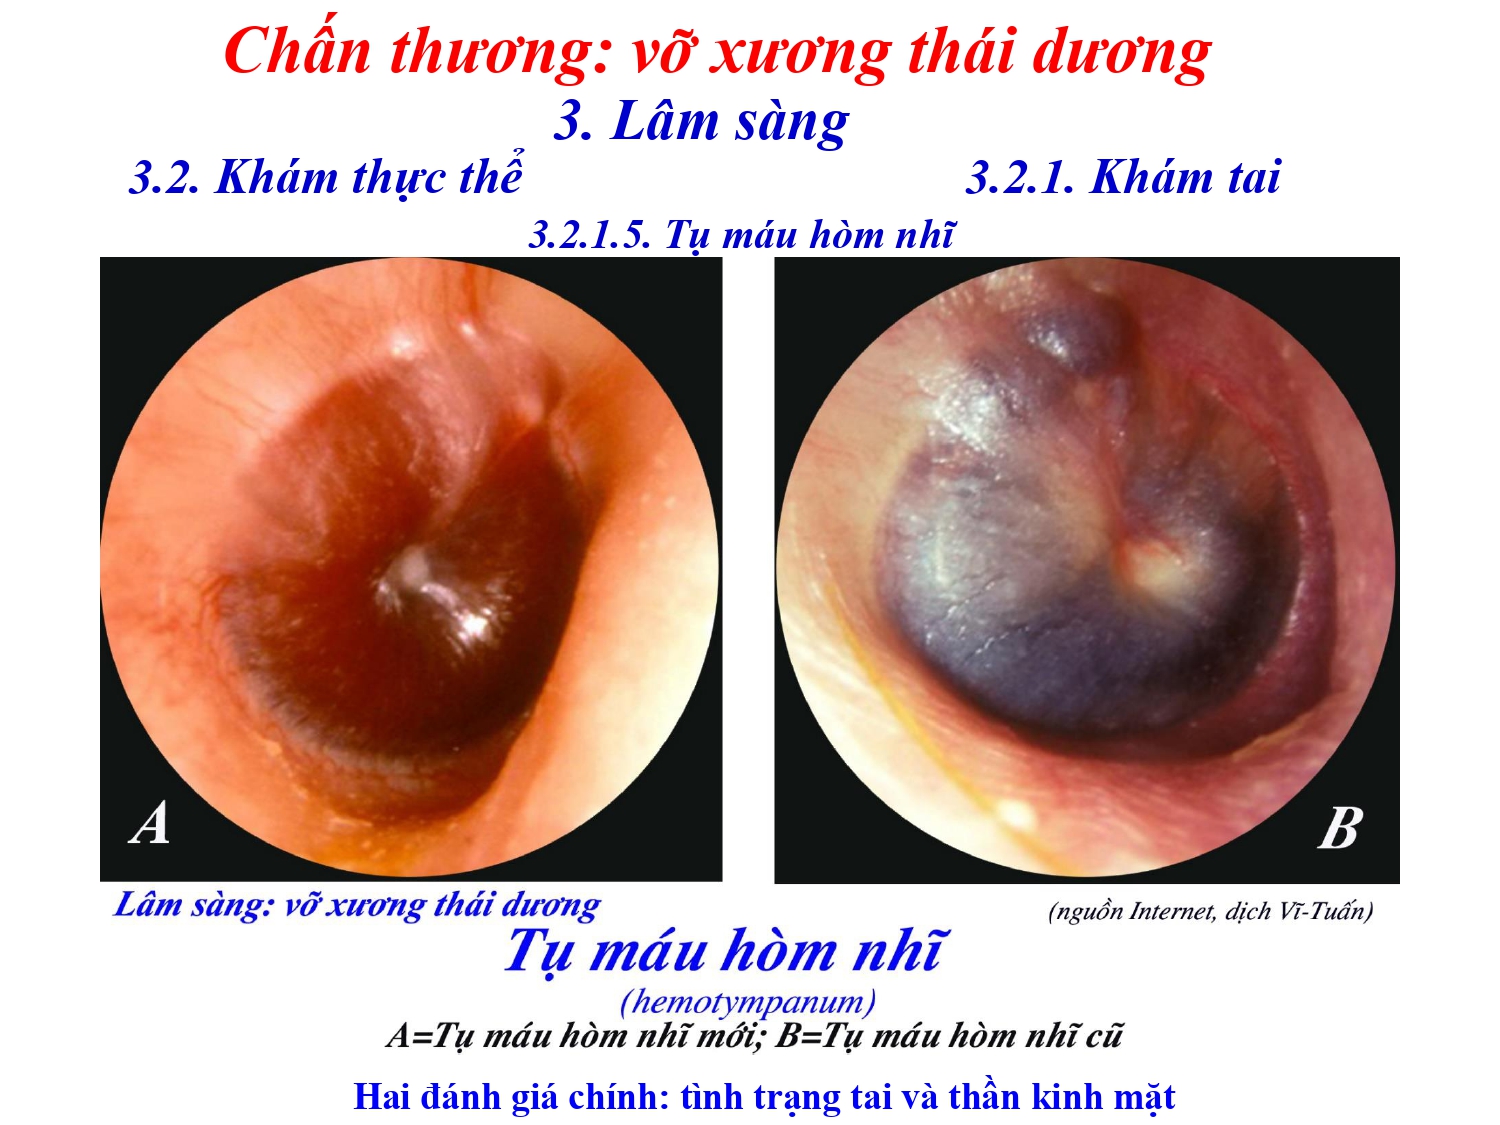 Chấn thương: vỡ xương thái dương
3. Lâm sàng
3.2. Khám thực thể 3.2.1. Khám tai
3.2.1.5. Tụ máu hòm nhĩ
A B
Lâm sàng: vỡ xương thái dương (nguồn Internet, dịch Vĩ-Tuấn)
Tụ máu hòm nhĩ
(hemotympanum)
A=Tụ máu hòm nhĩ mới; B=Tụ máu hòm nhĩ cũ
Hai đánh giá chính: tình trạng tai và thần kinh mặt